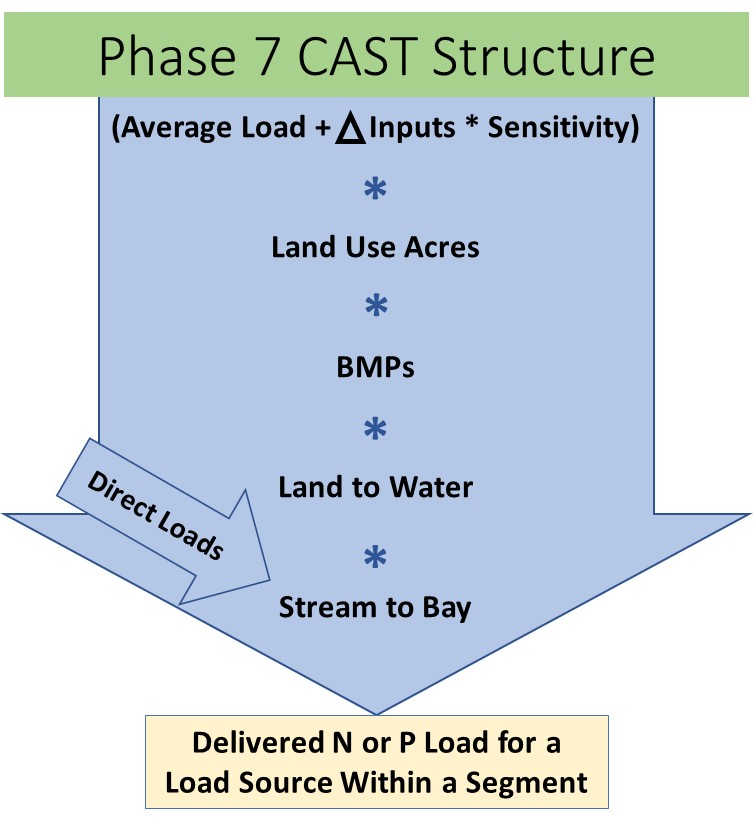 Phase 7 CAST Structure
(Average Load + Δ Inputs * Sensitivity)
*
Land Use Acres
*
BMPs
*
Land to Water
Direct Loads
*
Stream to Bay
Delivered N or P Load for a
Load Source Within a Segment